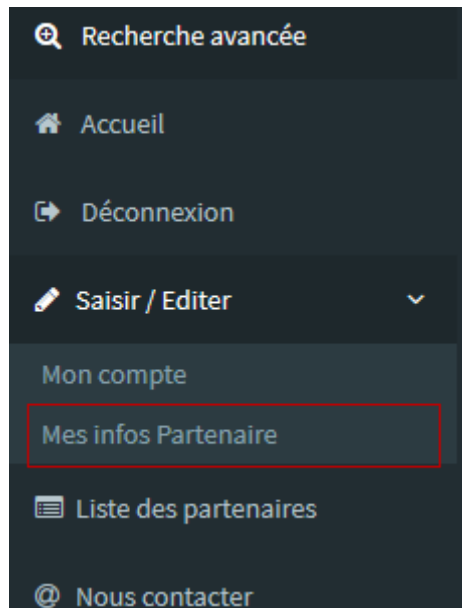 Recherche avancée
Accueil
Déconnexion
Saisir / Editer
Mon compte
Mes infos Partenaire
Liste des partenaires
@ Nous contacter